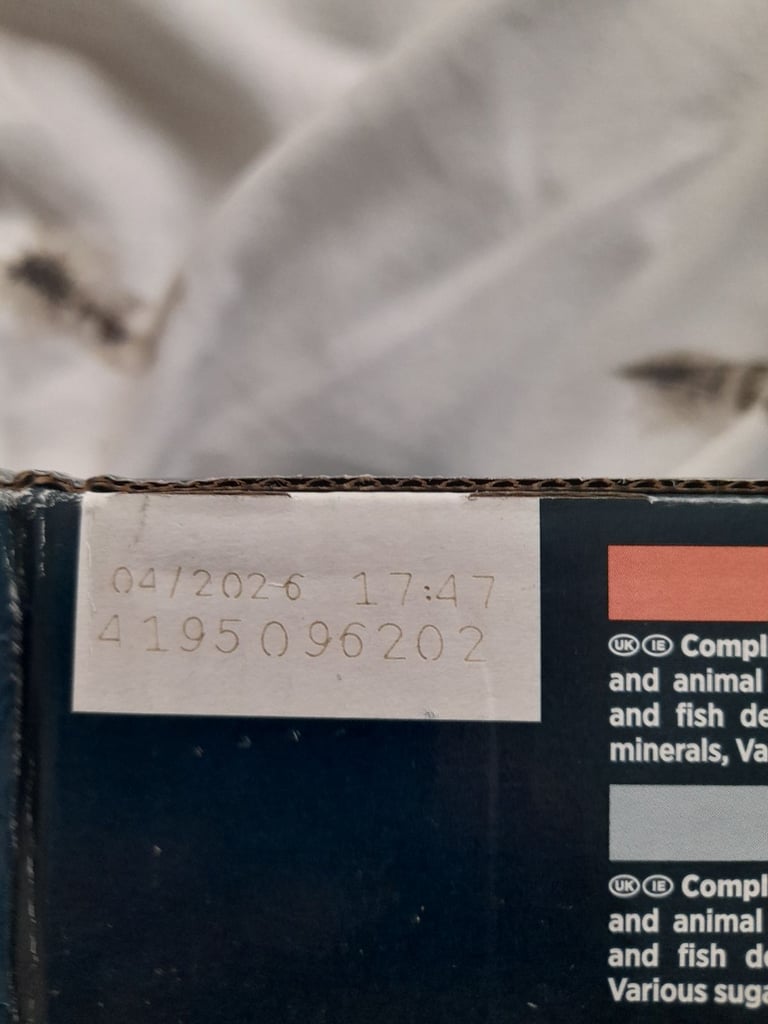 04/2026 17:47
4195096202
UK IE Compl
and animal
and fish de
minerals, Va
UK IE Compl
and animal
and fish de
Various suga